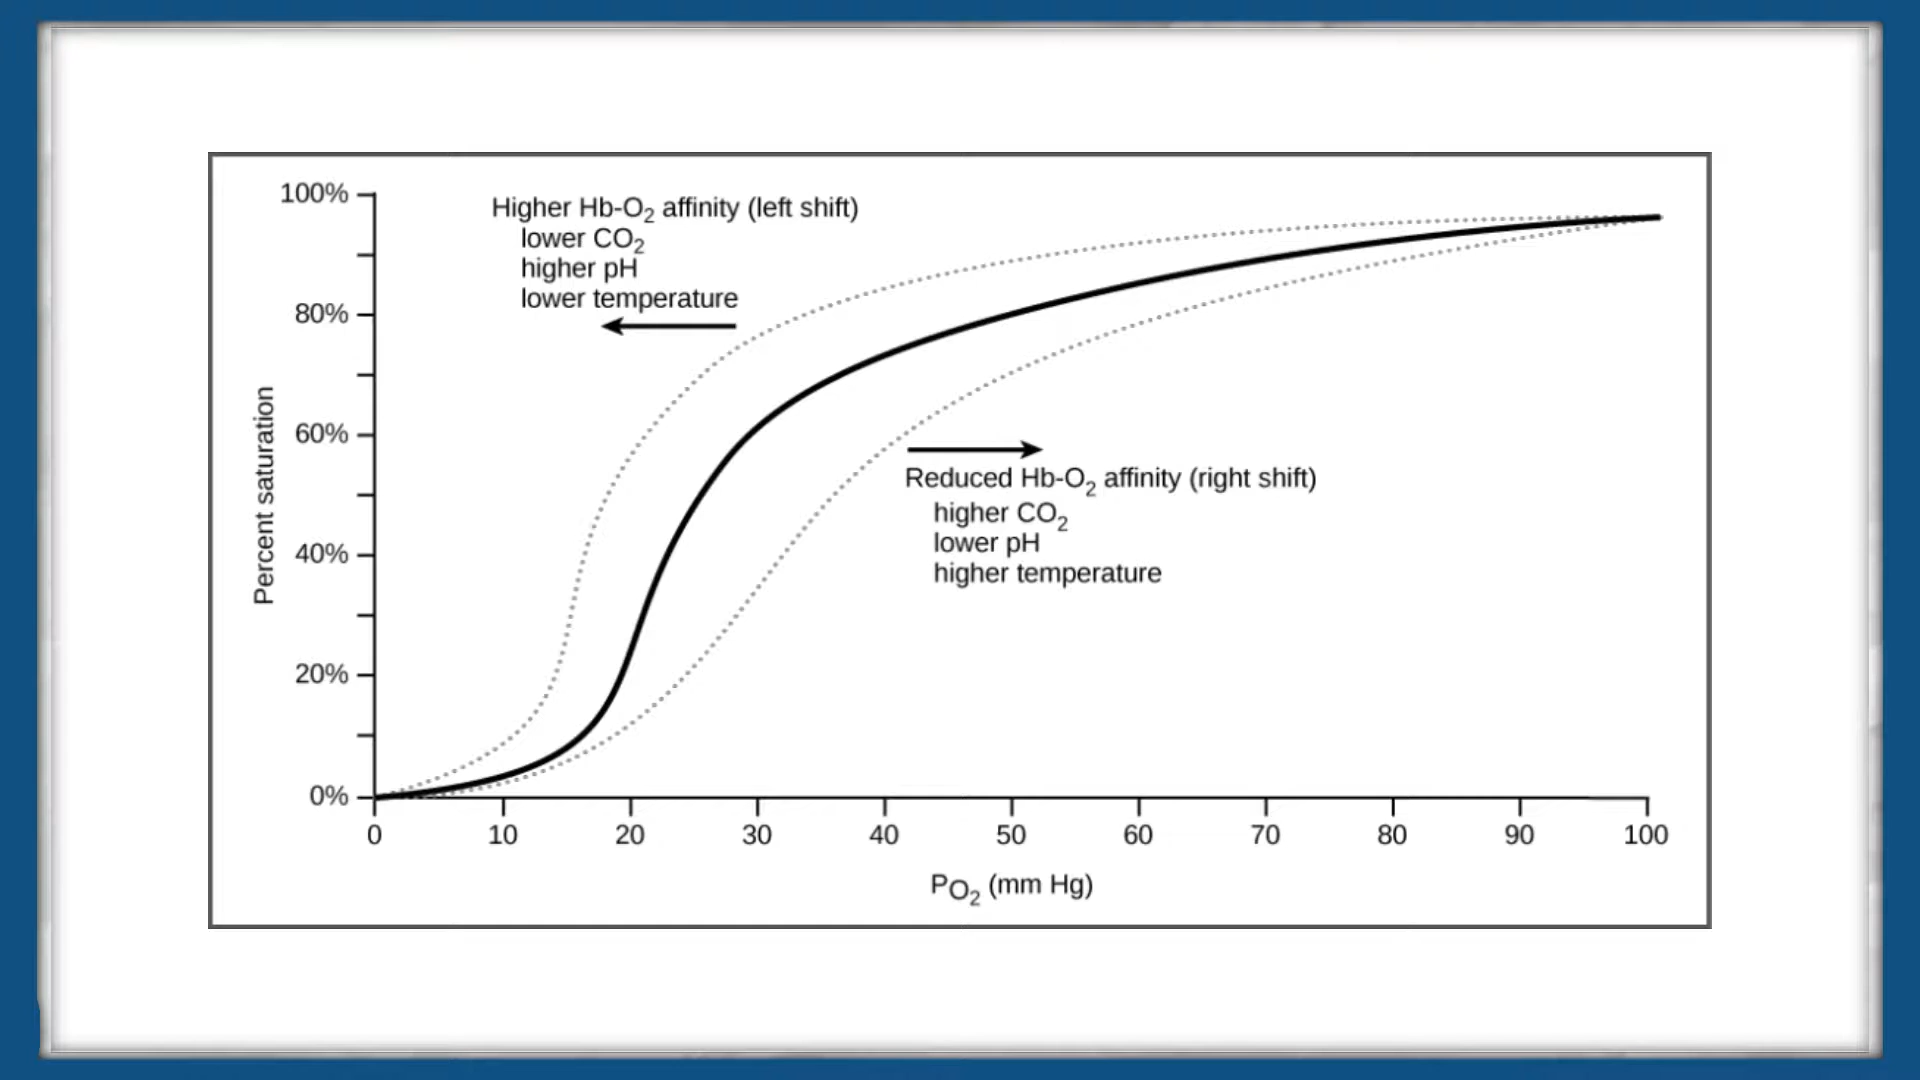 100%
80%
60%
40%
20%
0%
Percent saturation
Higher Hb-O₂ affinity (left shift)
lower CO₂
higher pH
lower temperature
Reduced Hb-O₂ affinity (right shift)
higher CO₂
lower pH
higher temperature
0 10 20 30 40 50 60 70 80 90 100
PO₂ (mm Hg)